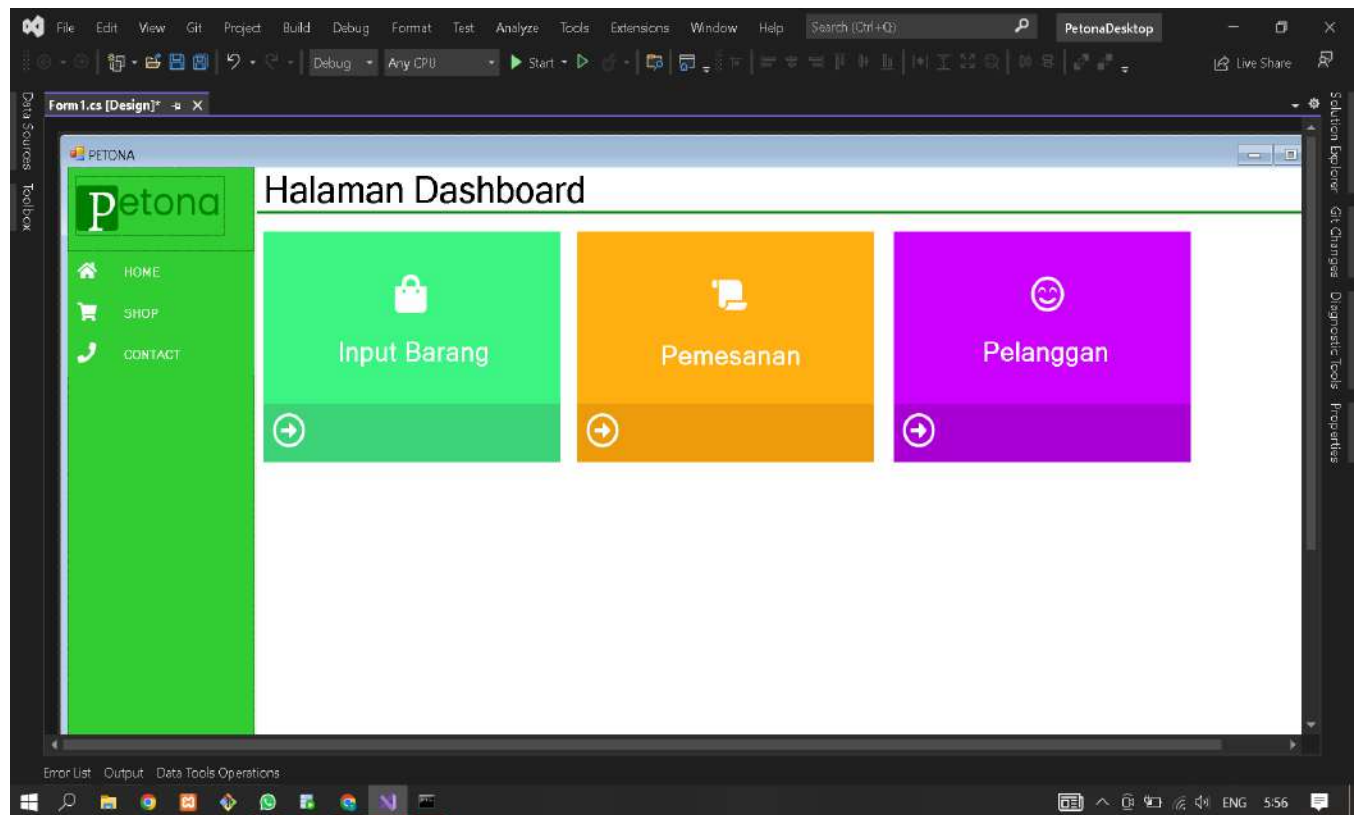 File Edit View Git Project Build Debug Format Test Analyze Tools Extensions Window Help Search (Ctrl+Q) PetonaDesktop
Debug Any CPU Start Live Share
Form1.cs [Design]*
Data Sources
Toolbox
PETONA
Petona
HOME
SHOP
CONTACT
Halaman Dashboard
Input Barang
Pemesanan
Pelanggan
Solution Explorer
Git Changes
Diagnostic Tools
Properties
Error List Output Data Tools Operations
ENG 5:56